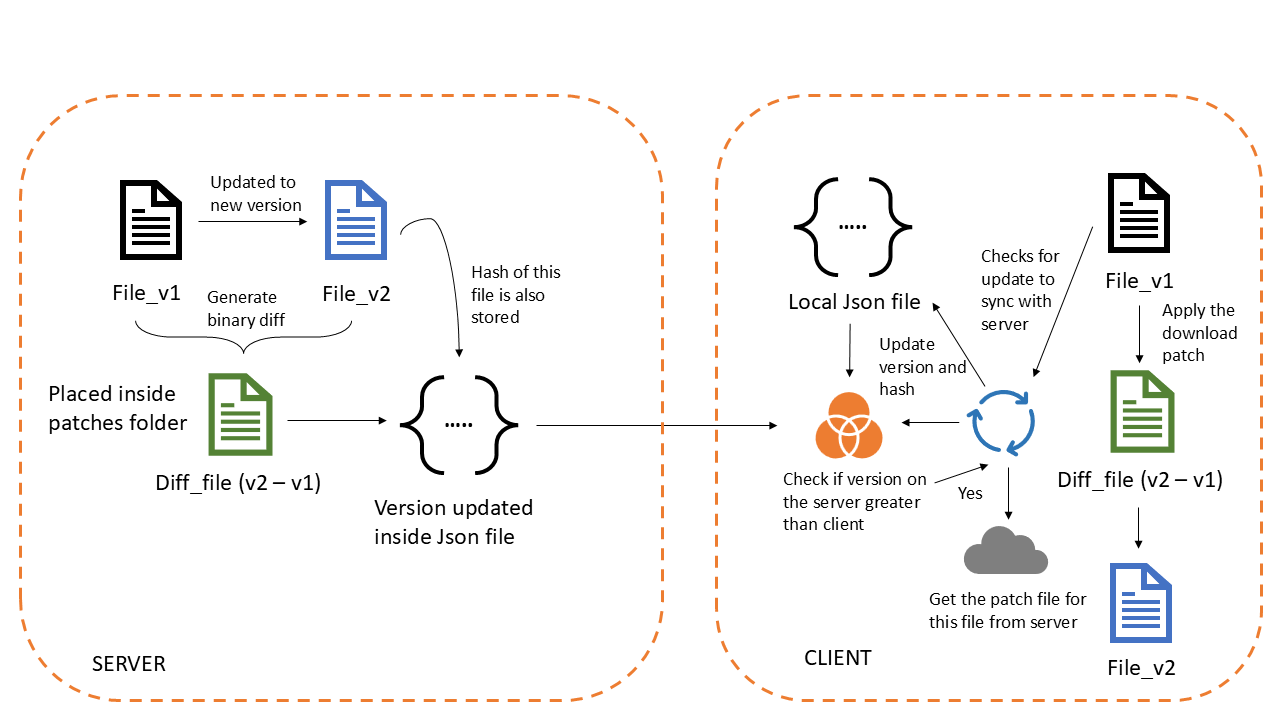 Updated to
new version
File_v1
File_v2
Generate
binary diff
Hash of this
file is also
stored
Placed inside
patches folder
Diff_file (v2 – v1)
Version updated
inside Json file
SERVER
Local Json file
Checks for
update to
sync with
server
File_v1
Apply the
download
patch
Update
version and
hash
Check if version on
the server greater
than client
Yes
Diff_file (v2 – v1)
Get the patch file for
this file from server
File_v2
CLIENT